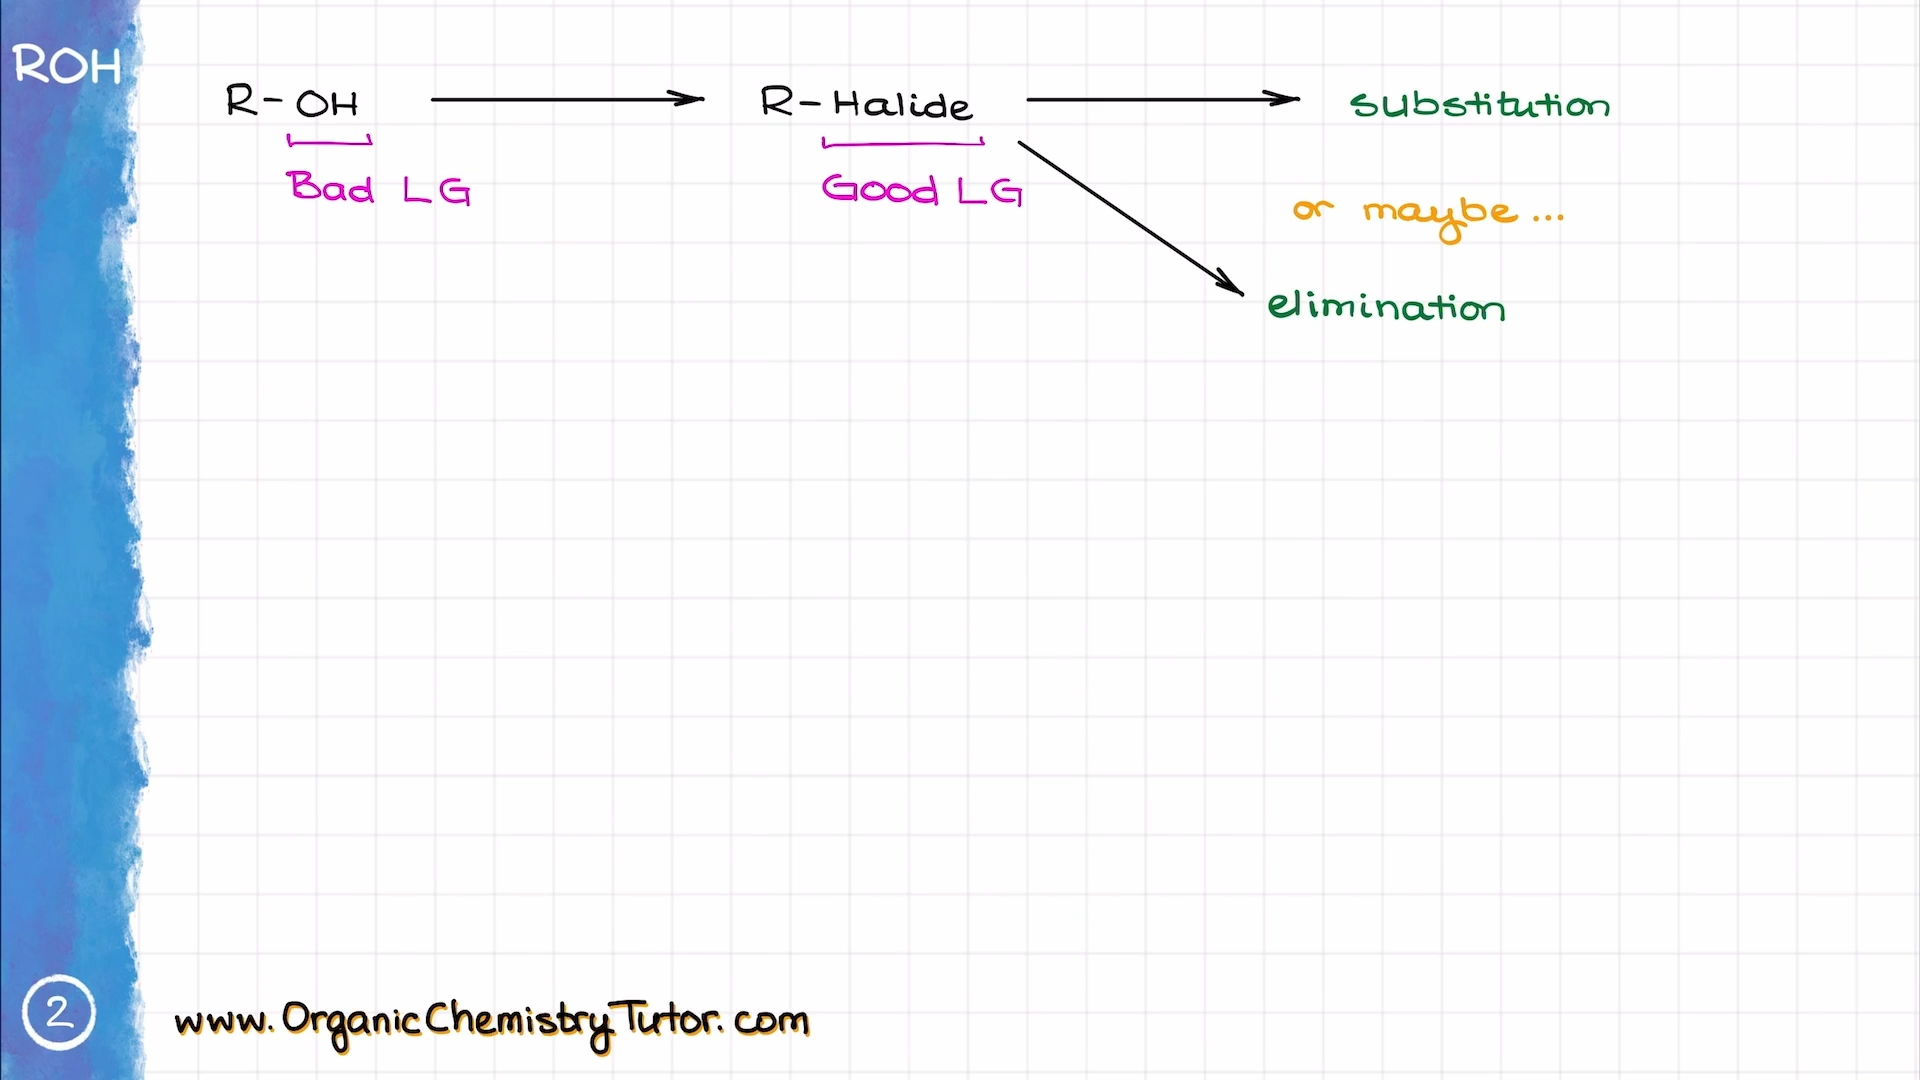 ROH
R-OH R-Halide substitution
Bad LG Good LG
or maybe...
elimination
2
www.OrganicChemistryTutor.com